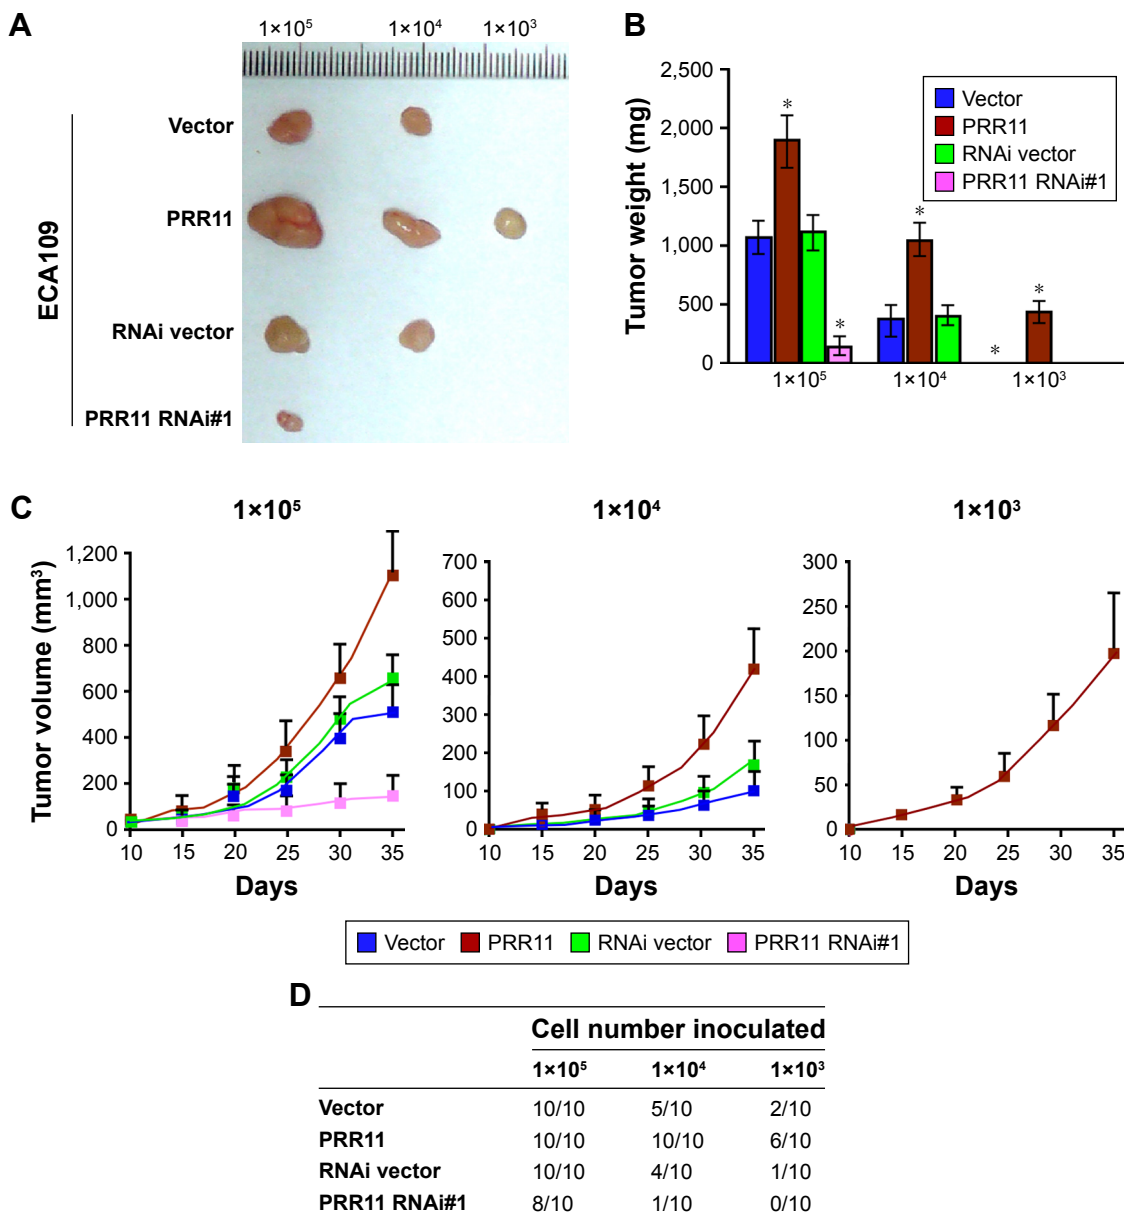 A
1×10⁵ 1×10⁴ 1×10³
Vector
PRR11
RNAi vector
PRR11 RNAi#1
ECA109
B
Tumor weight (mg)
2,500
2,000
1,500
1,000
500
0
Vector
PRR11
RNAi vector
PRR11 RNAi#1
* * * * *
1×10⁵ 1×10⁴ 1×10³
C
1×10⁵
Tumor volume (mm³)
1,200
1,000
800
600
400
200
0
10 15 20 25 30 35
Days
1×10⁴
700
600
500
400
300
200
100
0
10 15 20 25 30 35
Days
1×10³
300
250
200
150
100
50
0
10 15 20 25 30 35
Days
Vector PRR11 RNAi vector PRR11 RNAi#1
D
Cell number inoculated
1×10⁵ 1×10⁴ 1×10³
Vector 10/10 5/10 2/10
PRR11 10/10 10/10 6/10
RNAi vector 10/10 4/10 1/10
PRR11 RNAi#1 8/10 1/10 0/10